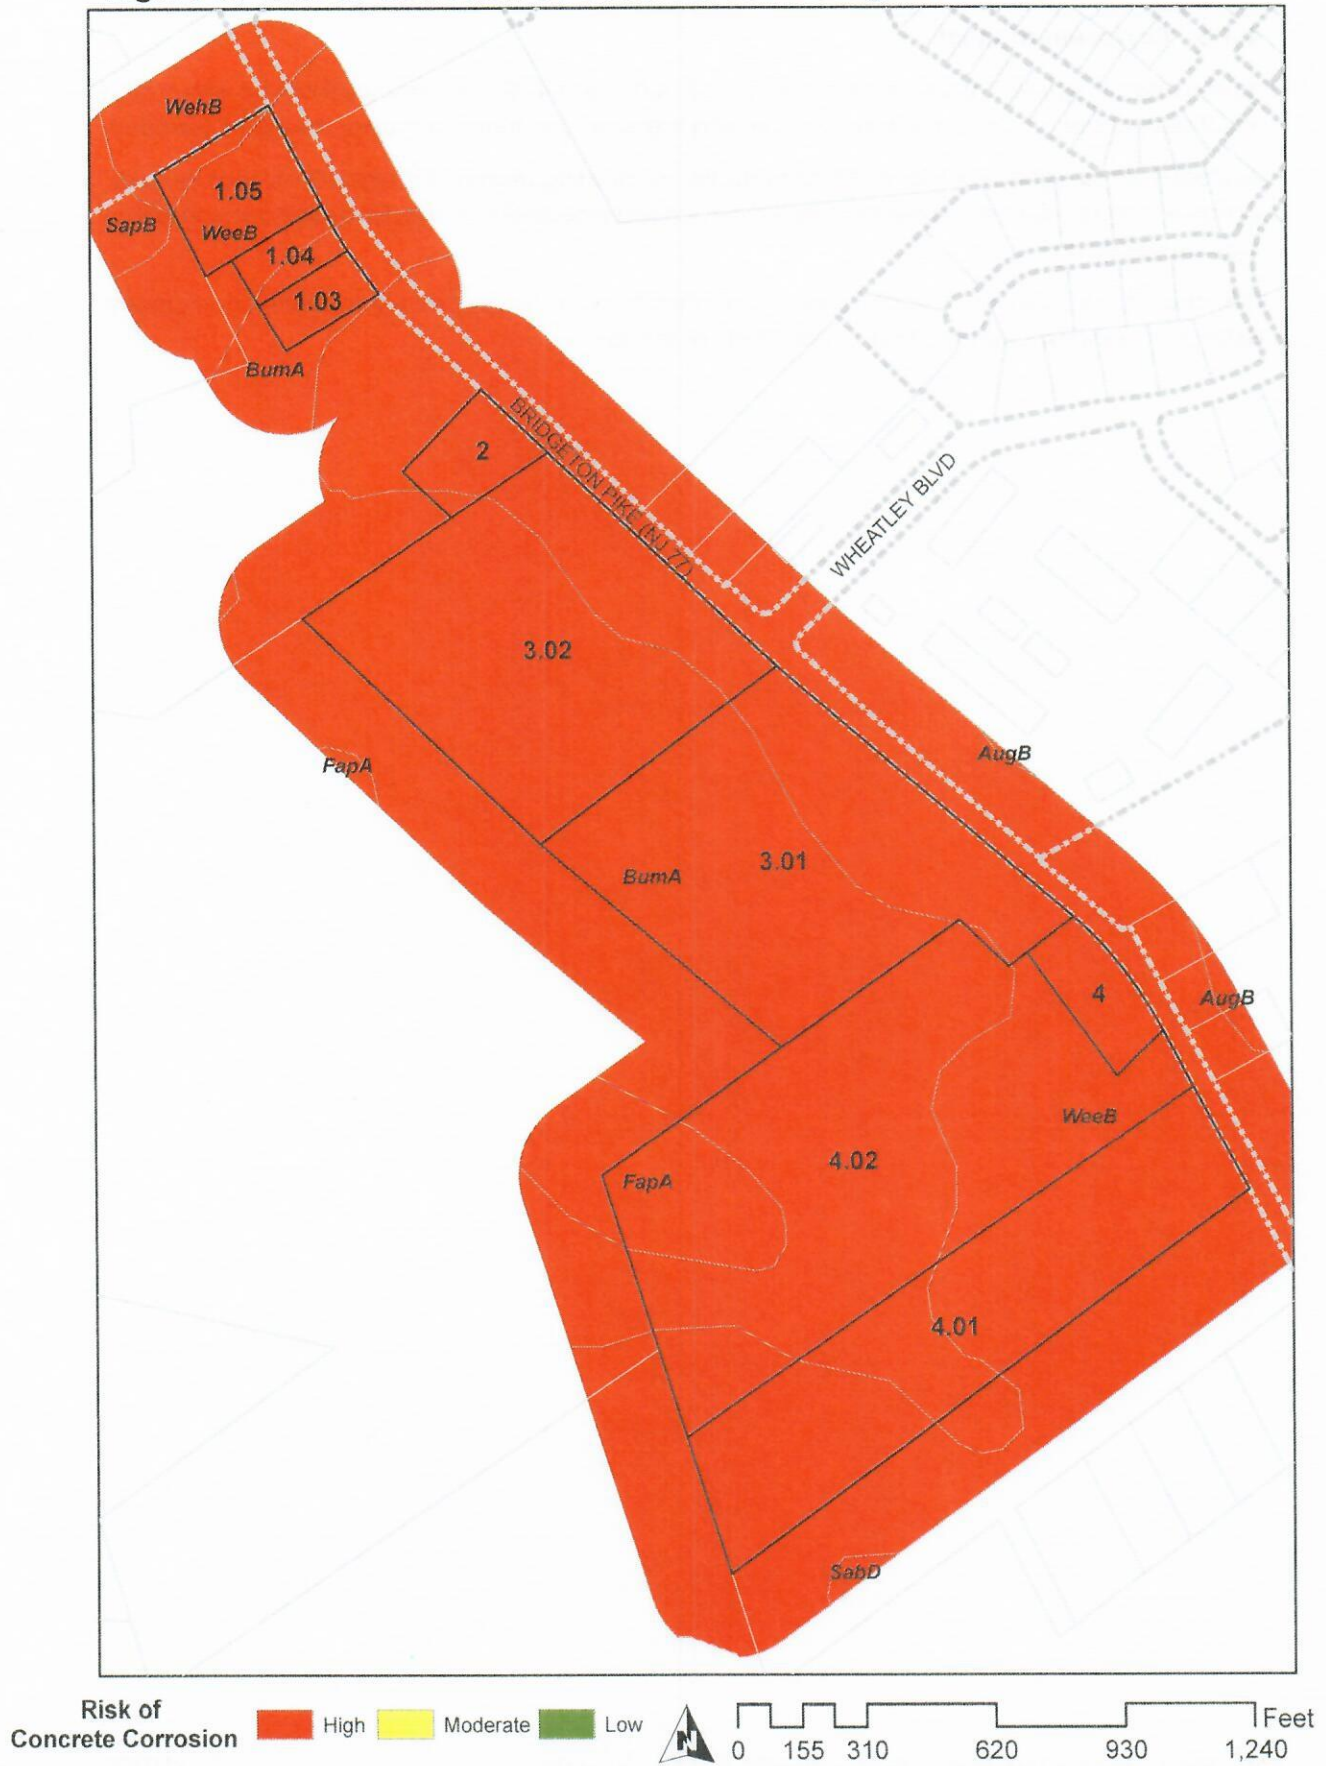 WehB
1.05
SapB
WeeB
1.04
1.03
BumA
2
BRIDGETON PIKE (NJ 77)
WHEATLEY BLVD
3.02
AugB
FapA
3.01
BumA
4
AugB
WeeB
4.02
FapA
4.01
SabD
Risk of
Concrete Corrosion
High
Moderate
Low
N
Feet
0 155 310 620 930 1,240